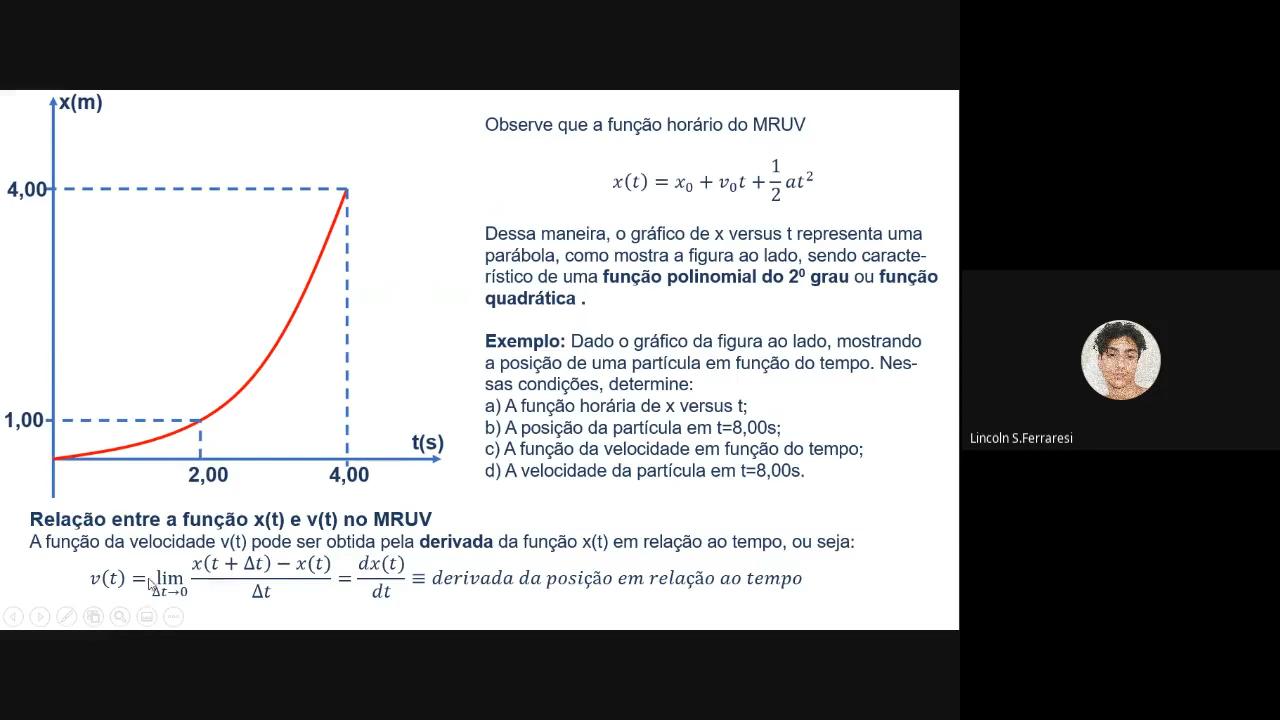 x(m)
4,00
1,00
2,00
4,00
t(s)
Observe que a função horário do MRUV
x(t) = x₀ + v₀t + 1/2 at²
Dessa maneira, o gráfico de x versus t representa uma
parábola, como mostra a figura ao lado, sendo caracte-
rístico de uma função polinomial do 2⁰ grau ou função
quadrática .
Exemplo: Dado o gráfico da figura ao lado, mostrando
a posição de uma partícula em função do tempo. Nes-
sas condições, determine:
a) A função horária de x versus t;
b) A posição da partícula em t=8,00s;
c) A função da velocidade em função do tempo;
d) A velocidade da partícula em t=8,00s.
Relação entre a função x(t) e v(t) no MRUV
A função da velocidade v(t) pode ser obtida pela derivada da função x(t) em relação ao tempo, ou seja:
v(t) = lim Δt→0 (x(t + Δt) − x(t))/Δt = dx(t)/dt ≡ derivada da posição em relação ao tempo
Lincoln S.Ferraresi